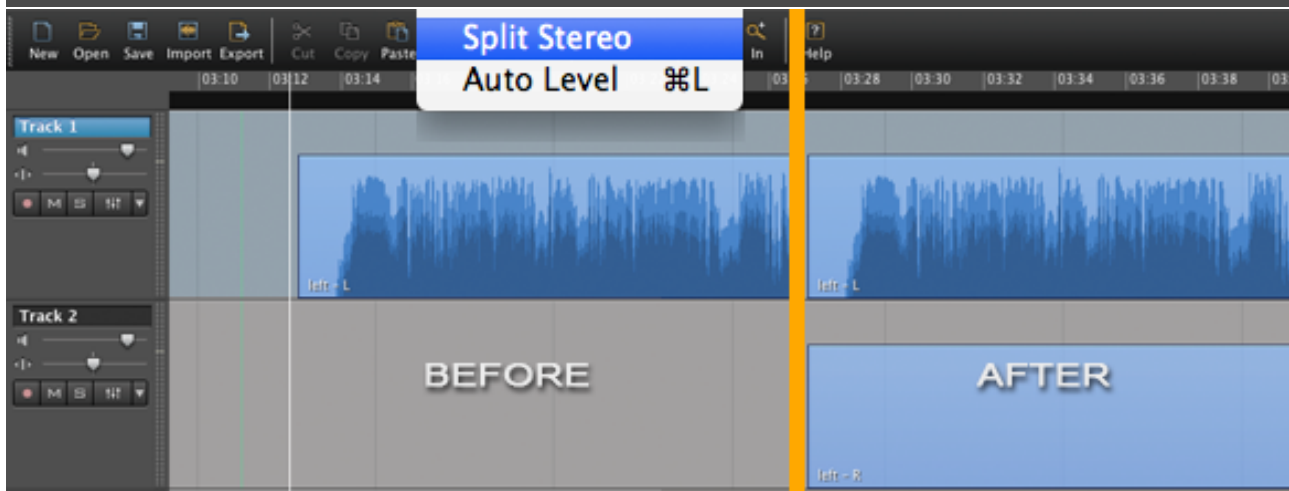 Split Stereo
Auto Level ⌘L
New Open Save Import Export Cut Copy Paste In Help
03:10 03:12 03:14 03:28 03:30 03:32 03:34 03:36 03:38
Track 1
M S
left - L left - L
Track 2
BEFORE AFTER
M S
left - R